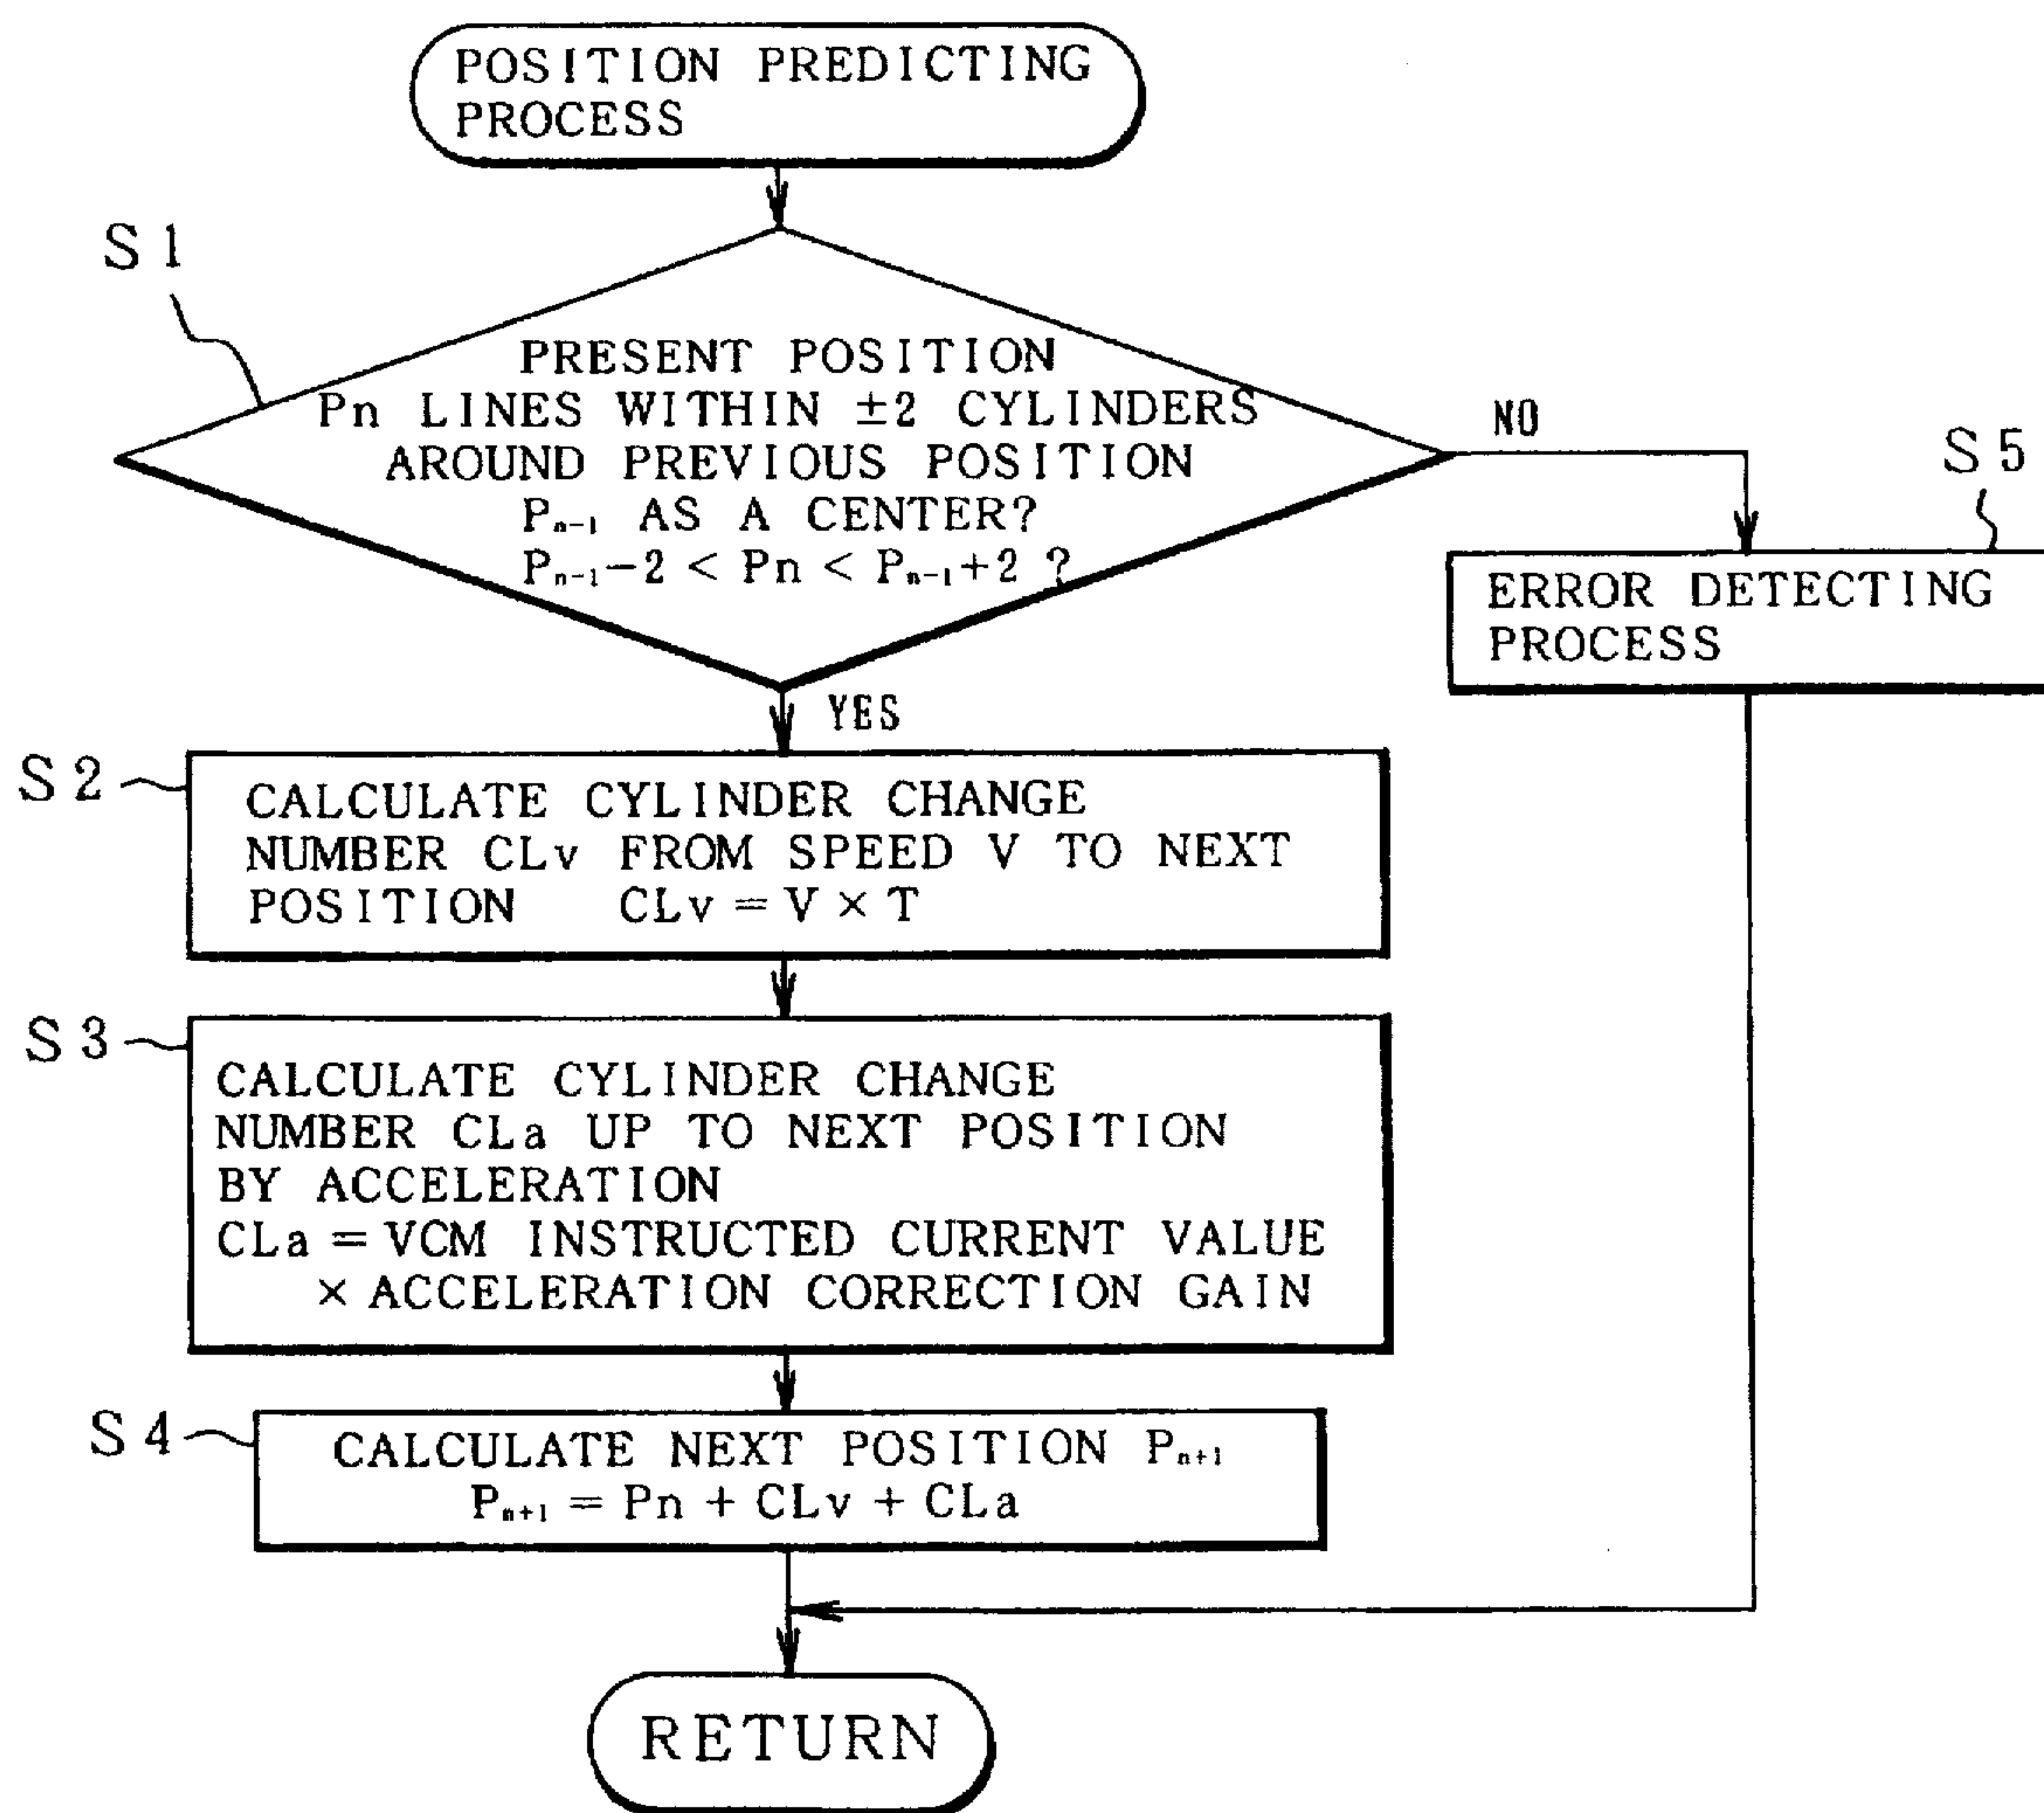 POSITION PREDICTING
PROCESS
S1
PRESENT POSITION
Pn LINES WITHIN ±2 CYLINDERS
AROUND PREVIOUS POSITION
Pn-1 AS A CENTER?
Pn-1-2 < Pn < Pn-1+2 ?
NO
S5
ERROR DETECTING
PROCESS
YES
S2
CALCULATE CYLINDER CHANGE
NUMBER CLv FROM SPEED V TO NEXT
POSITION CLv = V × T
S3
CALCULATE CYLINDER CHANGE
NUMBER CLa UP TO NEXT POSITION
BY ACCELERATION
CLa = VCM INSTRUCTED CURRENT VALUE
× ACCELERATION CORRECTION GAIN
S4
CALCULATE NEXT POSITION Pn+1
Pn+1 = Pn + CLv + CLa
RETURN